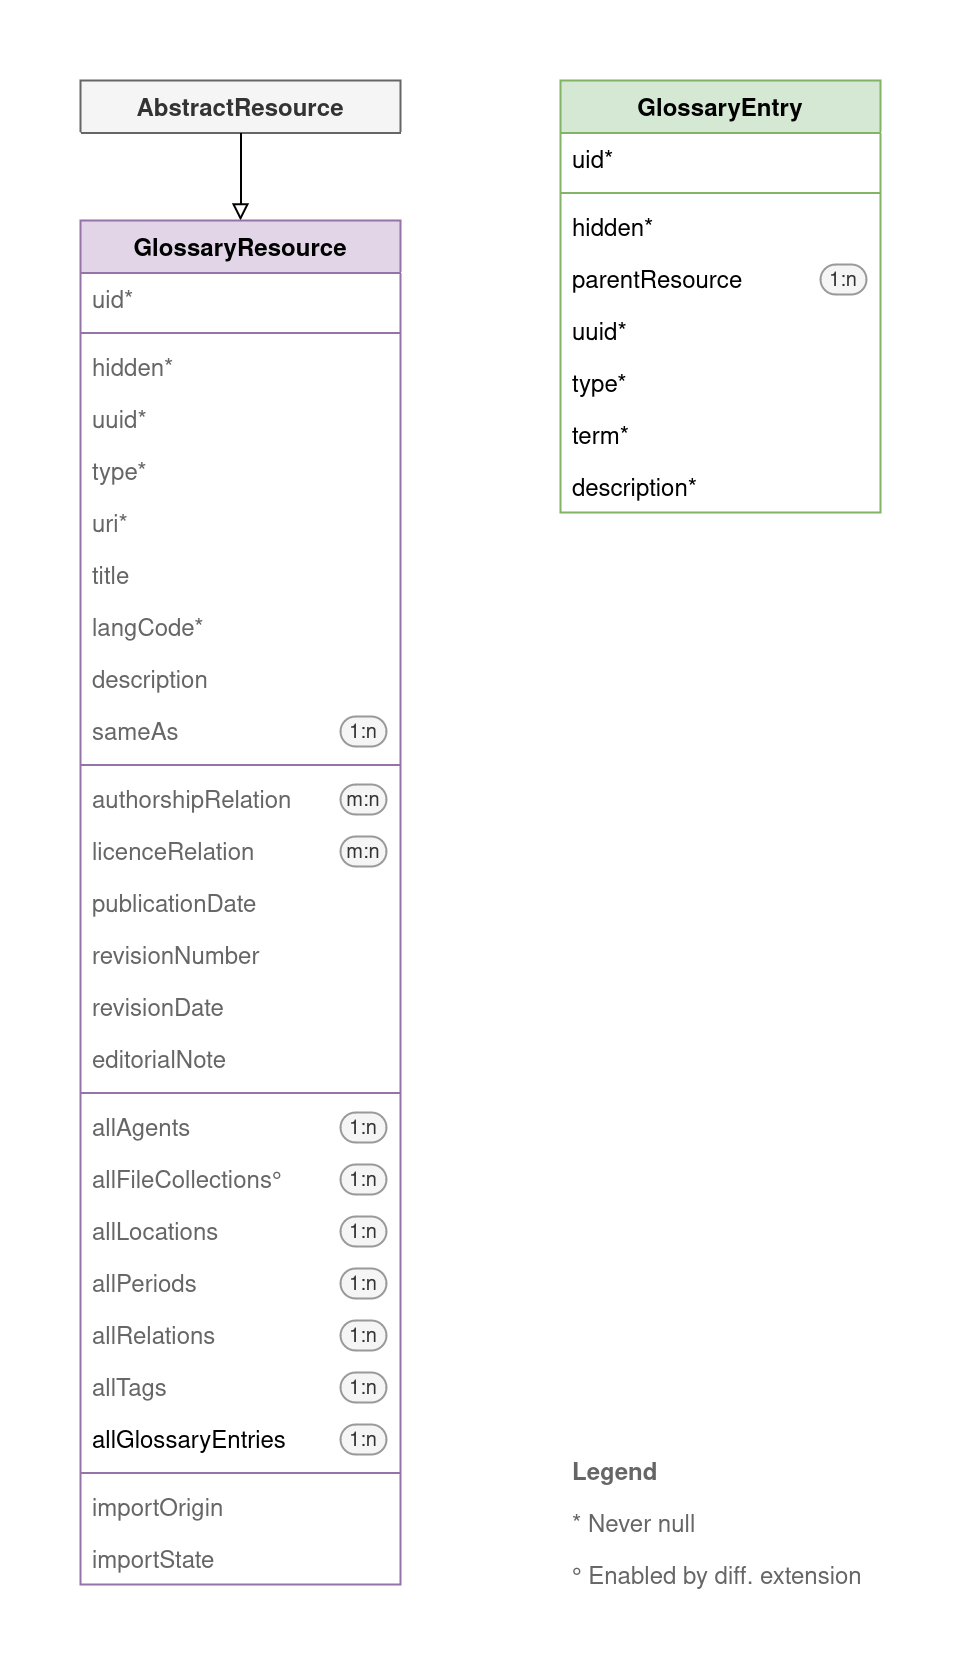 AbstractResource
GlossaryResource
uid*
hidden*
uuid*
type*
uri*
title
langCode*
description
sameAs 1:n
authorshipRelation m:n
licenceRelation m:n
publicationDate
revisionNumber
revisionDate
editorialNote
allAgents 1:n
allFileCollections° 1:n
allLocations 1:n
allPeriods 1:n
allRelations 1:n
allTags 1:n
allGlossaryEntries 1:n
importOrigin
importState
GlossaryEntry
uid*
hidden*
parentResource 1:n
uuid*
type*
term*
description*
Legend
* Never null
° Enabled by diff. extension